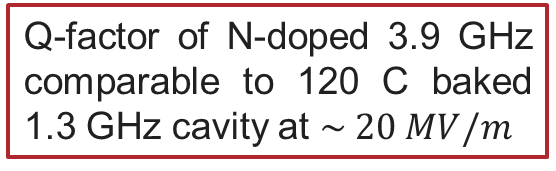 Q-factor of N-doped 3.9 GHz
comparable to 120 C baked
1.3 GHz cavity at ~ 20 MV/m